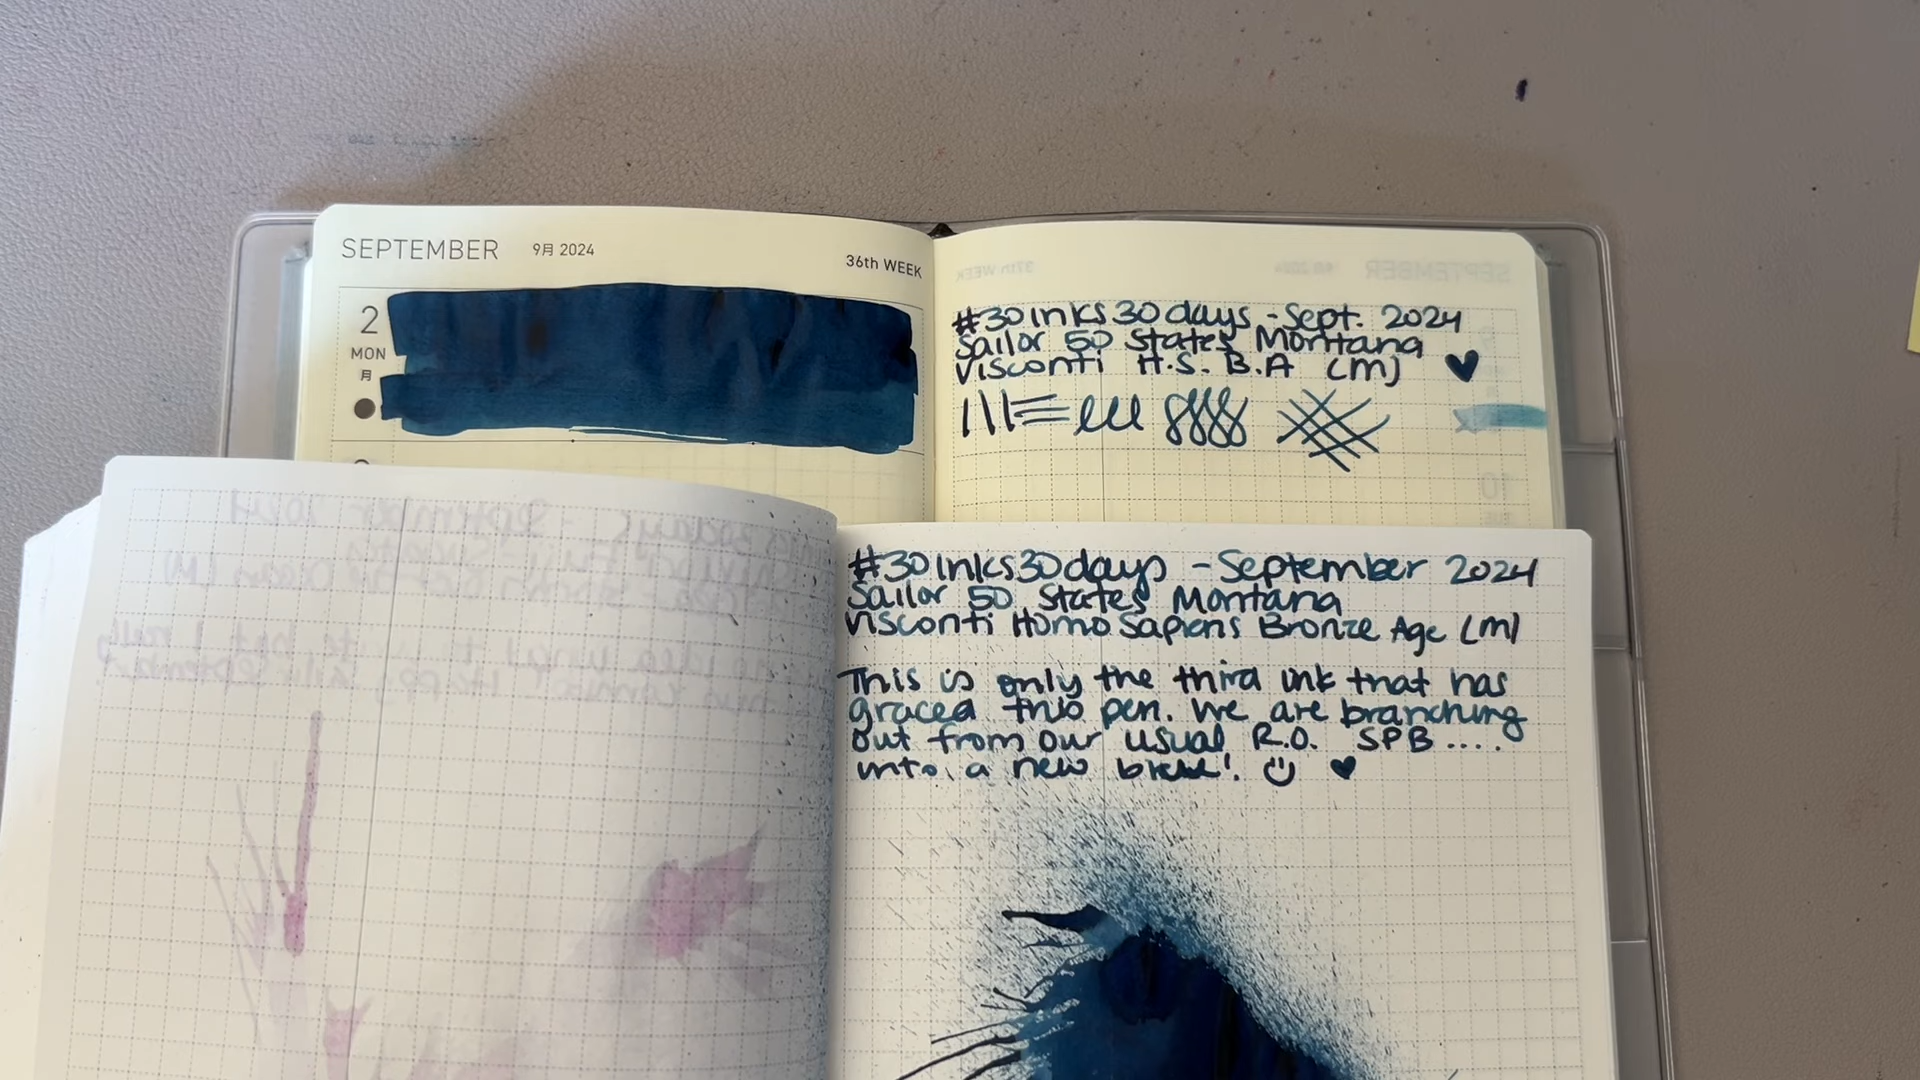 SEPTEMBER 9月 2024
36th WEEK
2
MON
月
#30inks30days - Sept. 2024
Sailor 50 States Montana
Visconti H.S. B.A (M)
#30inks30days - September 2024
Sailor 50 States Montana
Visconti Homo Sapiens Bronze Age (M)
This is only the third ink that has
graced this pen. We are branching
out from our usual R.O. SPB ....
into a new blue!